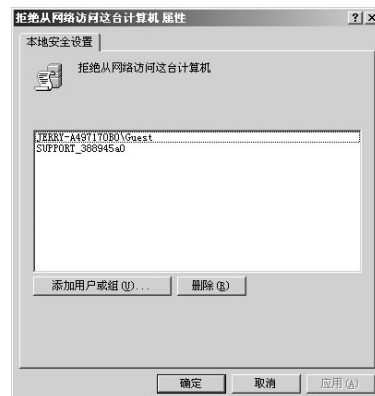 拒绝从网络访问这台计算机 属性
本地安全设置
拒绝从网络访问这台计算机
JERRY-A497170B0\Guest
SUPPORT_388945a0
添加用户或组(U)...
删除(R)
确定
取消
应用(A)